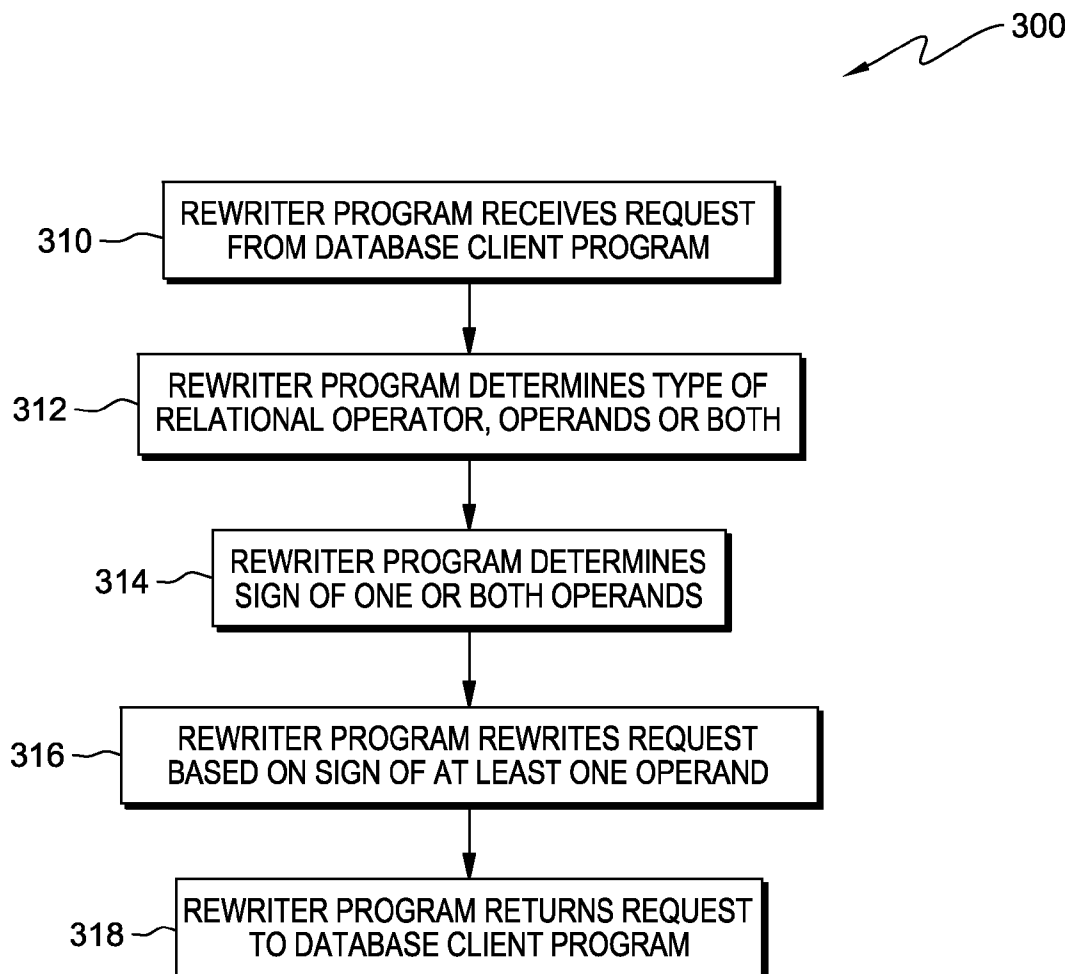 300
310
REWRITER PROGRAM RECEIVES REQUEST
FROM DATABASE CLIENT PROGRAM
312
REWRITER PROGRAM DETERMINES TYPE OF
RELATIONAL OPERATOR, OPERANDS OR BOTH
314
REWRITER PROGRAM DETERMINES
SIGN OF ONE OR BOTH OPERANDS
316
REWRITER PROGRAM REWRITES REQUEST
BASED ON SIGN OF AT LEAST ONE OPERAND
318
REWRITER PROGRAM RETURNS REQUEST
TO DATABASE CLIENT PROGRAM